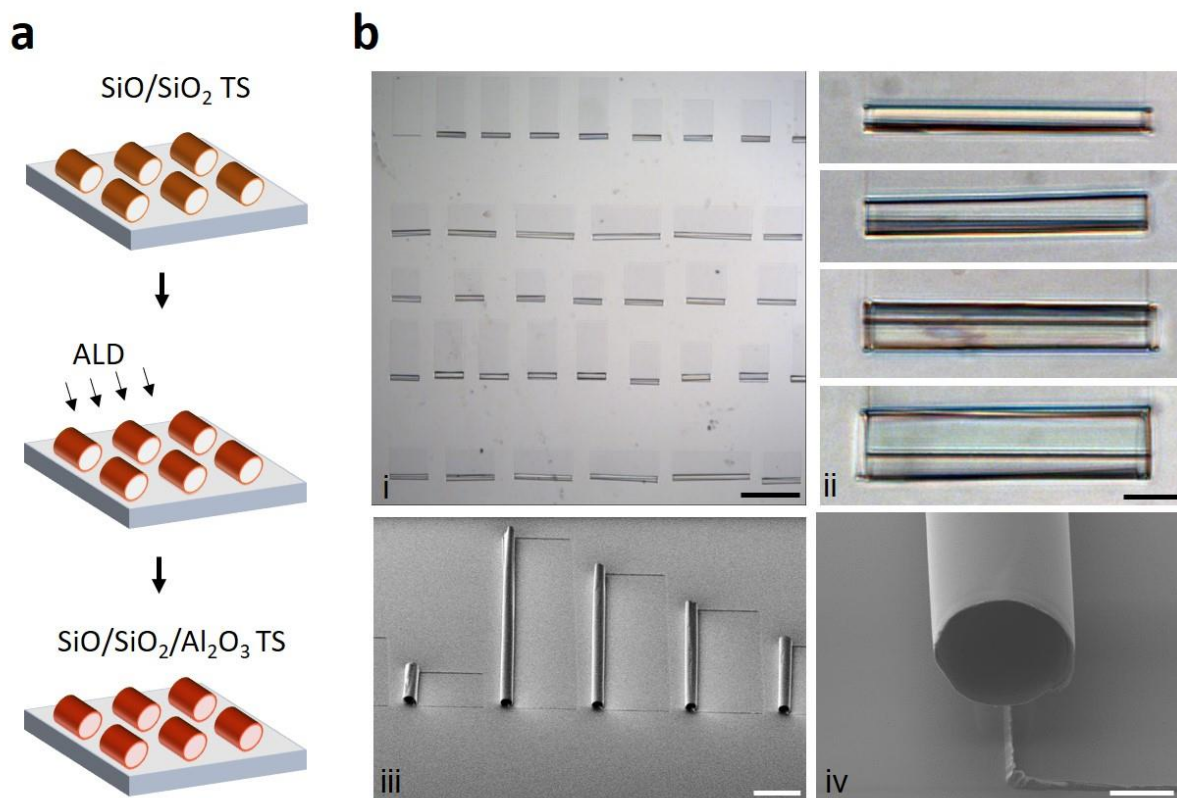 a
SiO/SiO₂ TS
ALD
SiO/SiO₂/Al₂O₃ TS
b
i
ii
iii
iv